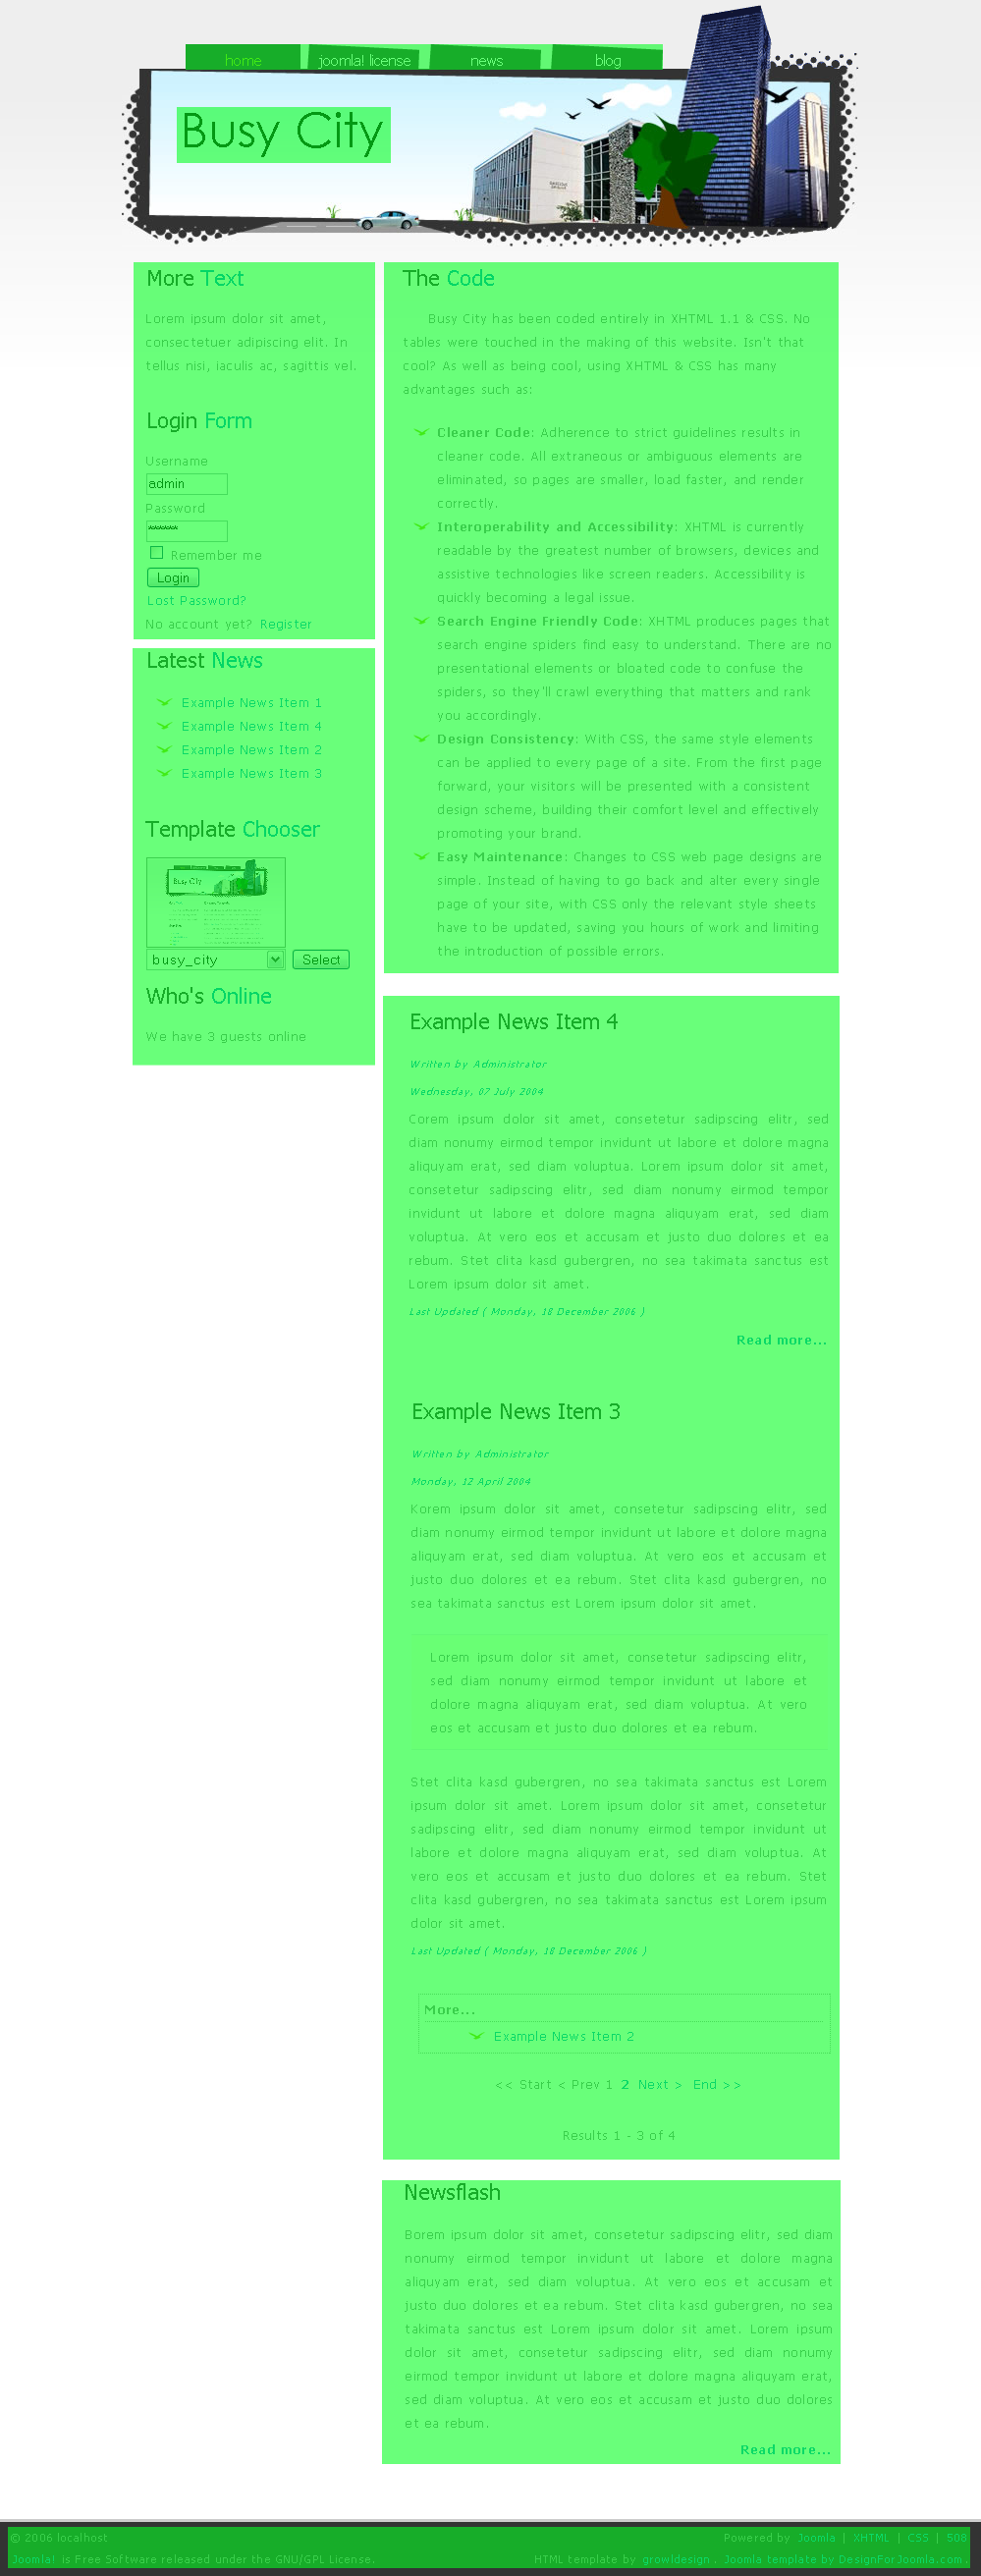 home joomla! license news blog
Busy City
More Text
Lorem ipsum dolor sit amet,
consectetuer adipiscing elit. In
tellus nisi, iaculis ac, sagittis vel.
Login Form
Username
admin
Password
******
Remember me
Login
Lost Password?
No account yet? Register
Latest News
Example News Item 1
Example News Item 4
Example News Item 2
Example News Item 3
Template Chooser
Busy City
busy_city Select
Who's Online
We have 3 guests online
The Code
Busy City has been coded entirely in XHTML 1.1 & CSS. No
tables were touched in the making of this website. Isn't that
cool? As well as being cool, using XHTML & CSS has many
advantages such as:
Cleaner Code: Adherence to strict guidelines results in
cleaner code. All extraneous or ambiguous elements are
eliminated, so pages are smaller, load faster, and render
correctly.
Interoperability and Accessibility: XHTML is currently
readable by the greatest number of browsers, devices and
assistive technologies like screen readers. Accessibility is
quickly becoming a legal issue.
Search Engine Friendly Code: XHTML produces pages that
search engine spiders find easy to understand. There are no
presentational elements or bloated code to confuse the
spiders, so they'll crawl everything that matters and rank
you accordingly.
Design Consistency: With CSS, the same style elements
can be applied to every page of a site. From the first page
forward, your visitors will be presented with a consistent
design scheme, building their comfort level and effectively
promoting your brand.
Easy Maintenance: Changes to CSS web page designs are
simple. Instead of having to go back and alter every single
page of your site, with CSS only the relevant style sheets
have to be updated, saving you hours of work and limiting
the introduction of possible errors.
Example News Item 4
Written by Administrator
Wednesday, 07 July 2004
Corem ipsum dolor sit amet, consetetur sadipscing elitr, sed
diam nonumy eirmod tempor invidunt ut labore et dolore magna
aliquyam erat, sed diam voluptua. Lorem ipsum dolor sit amet,
consetetur sadipscing elitr, sed diam nonumy eirmod tempor
invidunt ut labore et dolore magna aliquyam erat, sed diam
voluptua. At vero eos et accusam et justo duo dolores et ea
rebum. Stet clita kasd gubergren, no sea takimata sanctus est
Lorem ipsum dolor sit amet.
Last Updated ( Monday, 18 December 2006 )
Read more...
Example News Item 3
Written by Administrator
Monday, 12 April 2004
Korem ipsum dolor sit amet, consetetur sadipscing elitr, sed
diam nonumy eirmod tempor invidunt ut labore et dolore magna
aliquyam erat, sed diam voluptua. At vero eos et accusam et
justo duo dolores et ea rebum. Stet clita kasd gubergren, no
sea takimata sanctus est Lorem ipsum dolor sit amet.
Lorem ipsum dolor sit amet, consetetur sadipscing elitr,
sed diam nonumy eirmod tempor invidunt ut labore et
dolore magna aliquyam erat, sed diam voluptua. At vero
eos et accusam et justo duo dolores et ea rebum.
Stet clita kasd gubergren, no sea takimata sanctus est Lorem
ipsum dolor sit amet. Lorem ipsum dolor sit amet, consetetur
sadipscing elitr, sed diam nonumy eirmod tempor invidunt ut
labore et dolore magna aliquyam erat, sed diam voluptua. At
vero eos et accusam et justo duo dolores et ea rebum. Stet
clita kasd gubergren, no sea takimata sanctus est Lorem ipsum
dolor sit amet.
Last Updated ( Monday, 18 December 2006 )
More...
Example News Item 2
<< Start < Prev 1 2 Next > End >>
Results 1 - 3 of 4
Newsflash
Borem ipsum dolor sit amet, consetetur sadipscing elitr, sed diam
nonumy eirmod tempor invidunt ut labore et dolore magna
aliquyam erat, sed diam voluptua. At vero eos et accusam et
justo duo dolores et ea rebum. Stet clita kasd gubergren, no sea
takimata sanctus est Lorem ipsum dolor sit amet. Lorem ipsum
dolor sit amet, consetetur sadipscing elitr, sed diam nonumy
eirmod tempor invidunt ut labore et dolore magna aliquyam erat,
sed diam voluptua. At vero eos et accusam et justo duo dolores
et ea rebum.
Read more...
© 2006 localhost Powered by Joomla | XHTML | CSS | 508
Joomla! is Free Software released under the GNU/GPL License. HTML template by growldesign . Joomla template by DesignForJoomla.com .